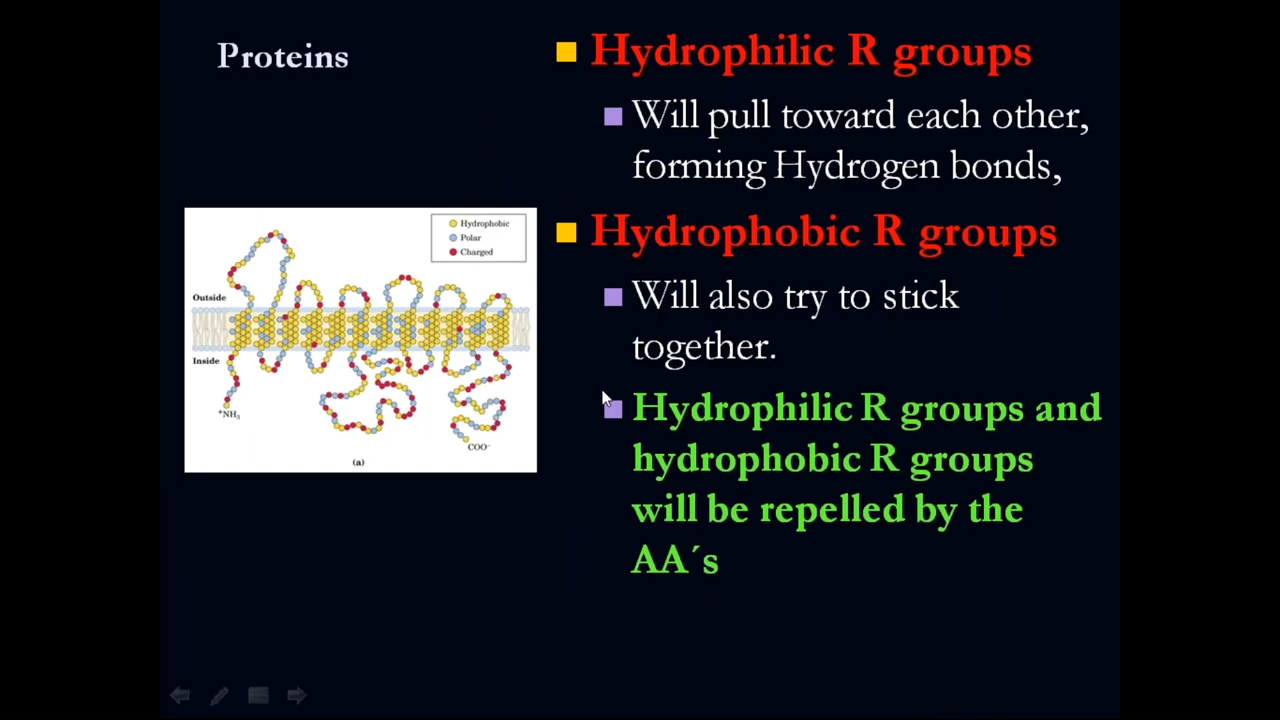 Proteins
Hydrophilic R groups
Will pull toward each other,
forming Hydrogen bonds,
Hydrophobic R groups
Will also try to stick
together.
Hydrophilic R groups and
hydrophobic R groups
will be repelled by the
AA´s
Hydrophobic
Polar
Charged
Outside
Inside
⁺NH₃
COO⁻
(a)